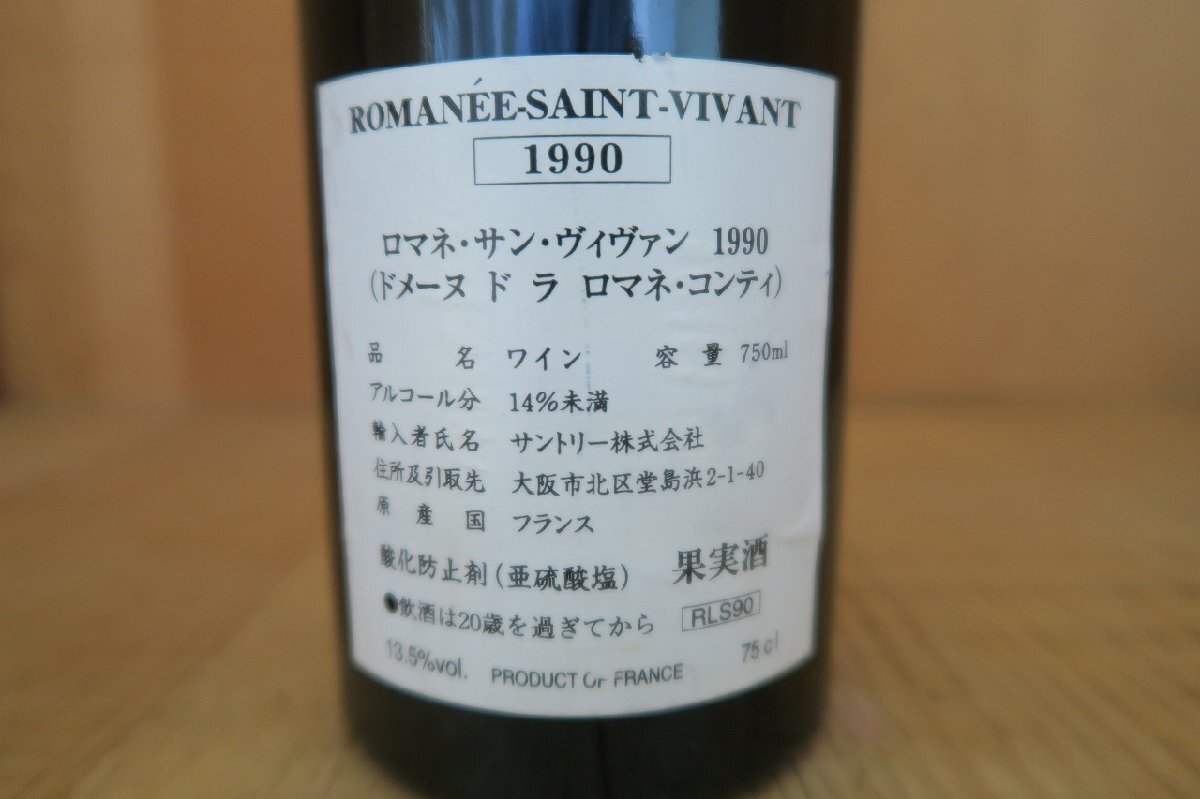 ROMANÉE-SAINT-VIVANT
1990
ロマネ・サン・ヴィヴァン 1990
(ドメーヌ ド ラ ロマネ・コンティ)
品名 ワイン 容量 750ml
アルコール分 14%未満
輸入者氏名 サントリー株式会社
住所及引取先 大阪市北区堂島浜2-1-40
原産国 フランス
酸化防止剤(亜硫酸塩) 果実酒
●飲酒は20歳を過ぎてから RLS90
13.5%vol. PRODUCT OF FRANCE 75 cl